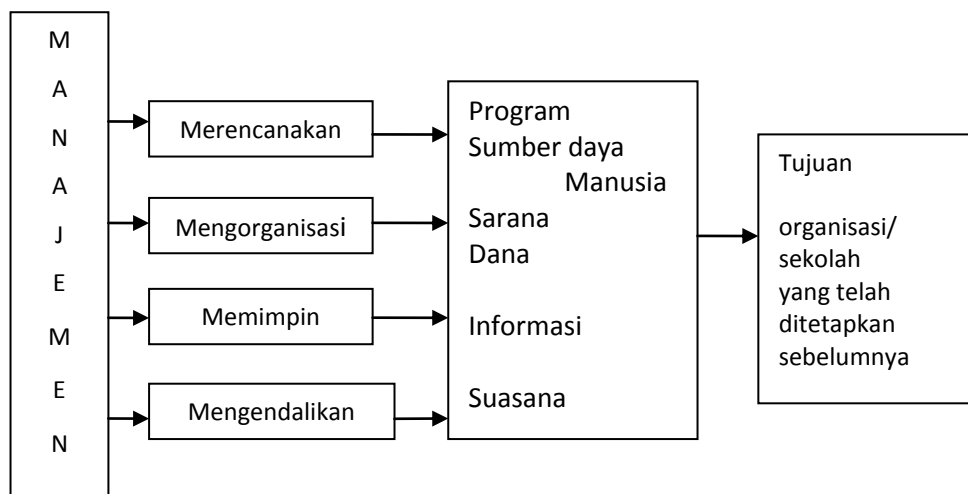 M
A
N
A
J
E
M
E
N
Merencanakan
Mengorganisasi
Memimpin
Mengendalikan
Program
Sumber daya
Manusia
Sarana
Dana
Informasi
Suasana
Tujuan
organisasi/
sekolah
yang telah
ditetapkan
sebelumnya